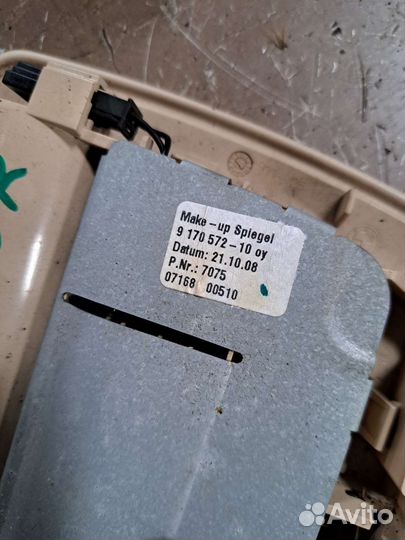 Make-up Spiegel
9 170 572-10 oy
Datum: 21.10.08
P.Nr.: 7075
07168 00510
Avito